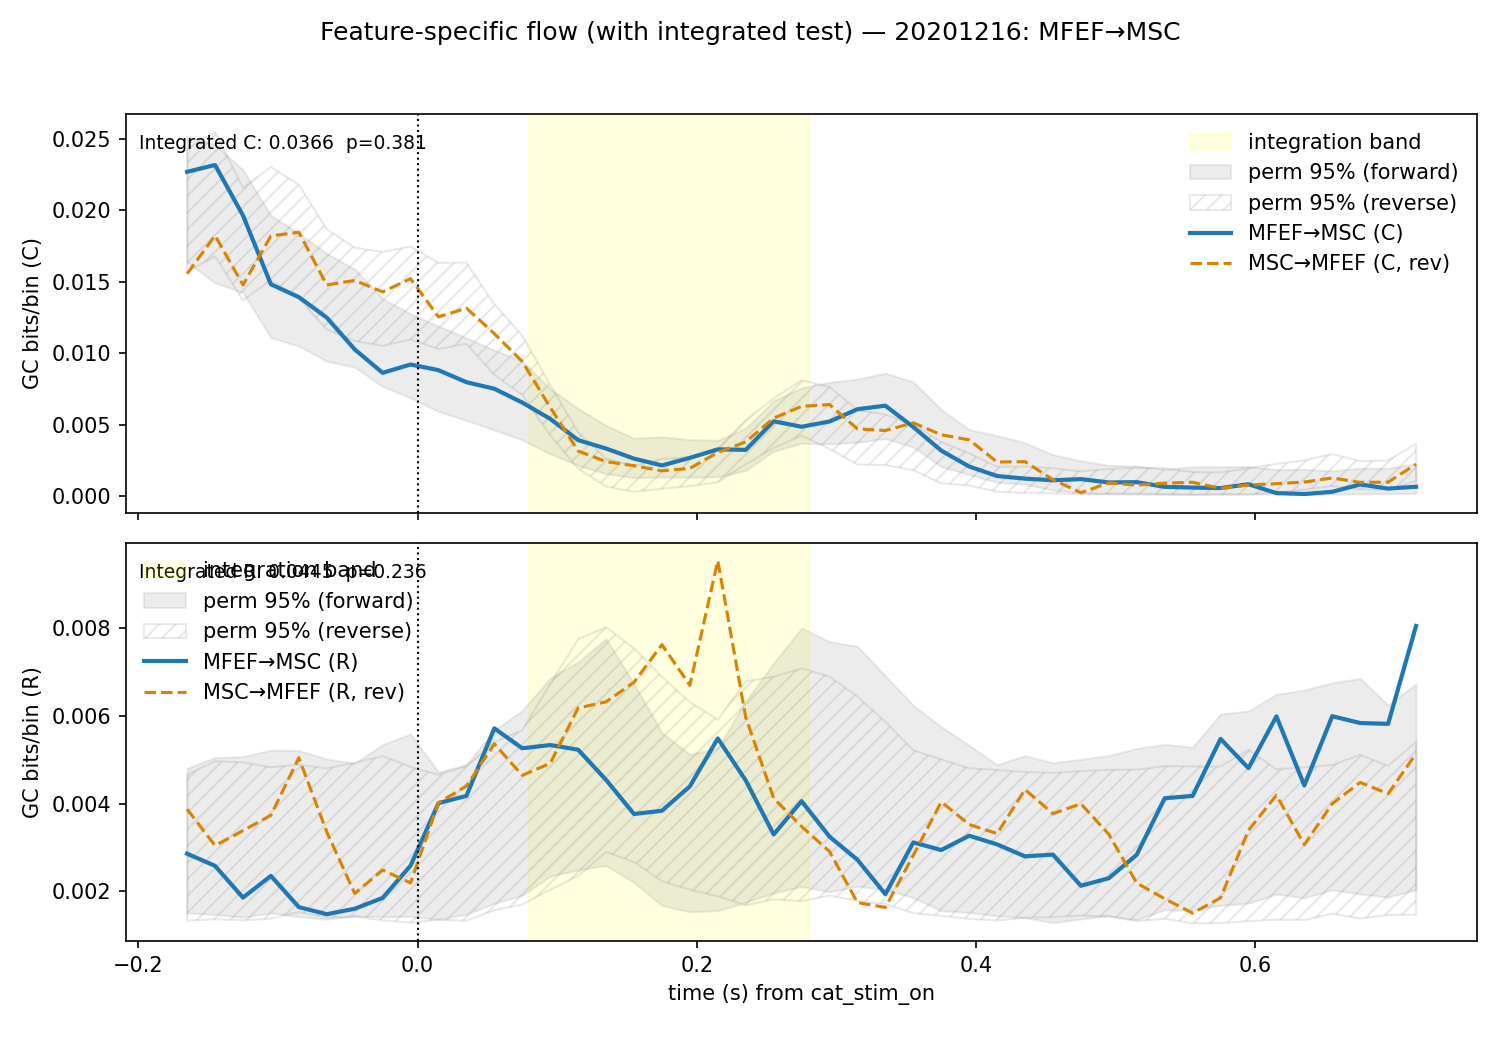 Feature-specific flow (with integrated test) — 20201216: MFEF→MSC
Integrated C: 0.0366  p=0.381
integration band
perm 95% (forward)
perm 95% (reverse)
MFEF→MSC (C)
MSC→MFEF (C, rev)
GC bits/bin (C)
0.025
0.020
0.015
0.010
0.005
0.000
Integrated R: 0.0445  p=0.236
integration band
perm 95% (forward)
perm 95% (reverse)
MFEF→MSC (R)
MSC→MFEF (R, rev)
GC bits/bin (R)
0.008
0.006
0.004
0.002
−0.2 0.0 0.2 0.4 0.6
time (s) from cat_stim_on